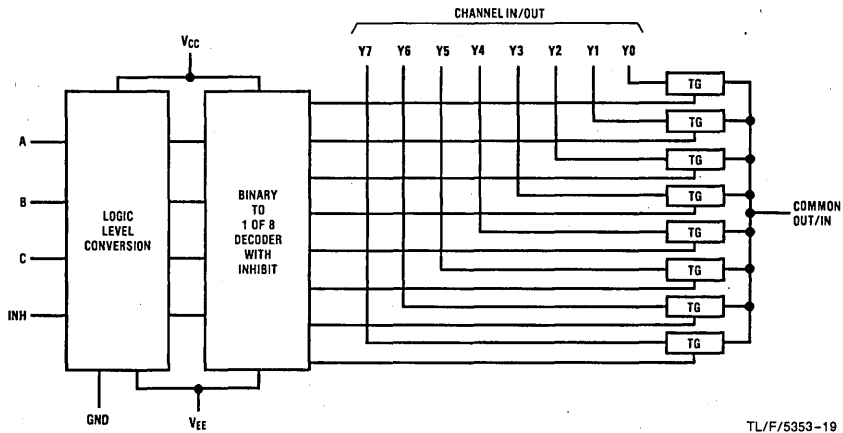 CHANNEL IN/OUT
VCC
Y7 Y6 Y5 Y4 Y3 Y2 Y1 Y0
TG
TG
TG
TG
TG
TG
TG
TG
A
B
C
INH
LOGIC
LEVEL
CONVERSION
BINARY
TO
1 OF 8
DECODER
WITH
INHIBIT
COMMON
OUT/IN
GND
VEE
TL/F/5353-19